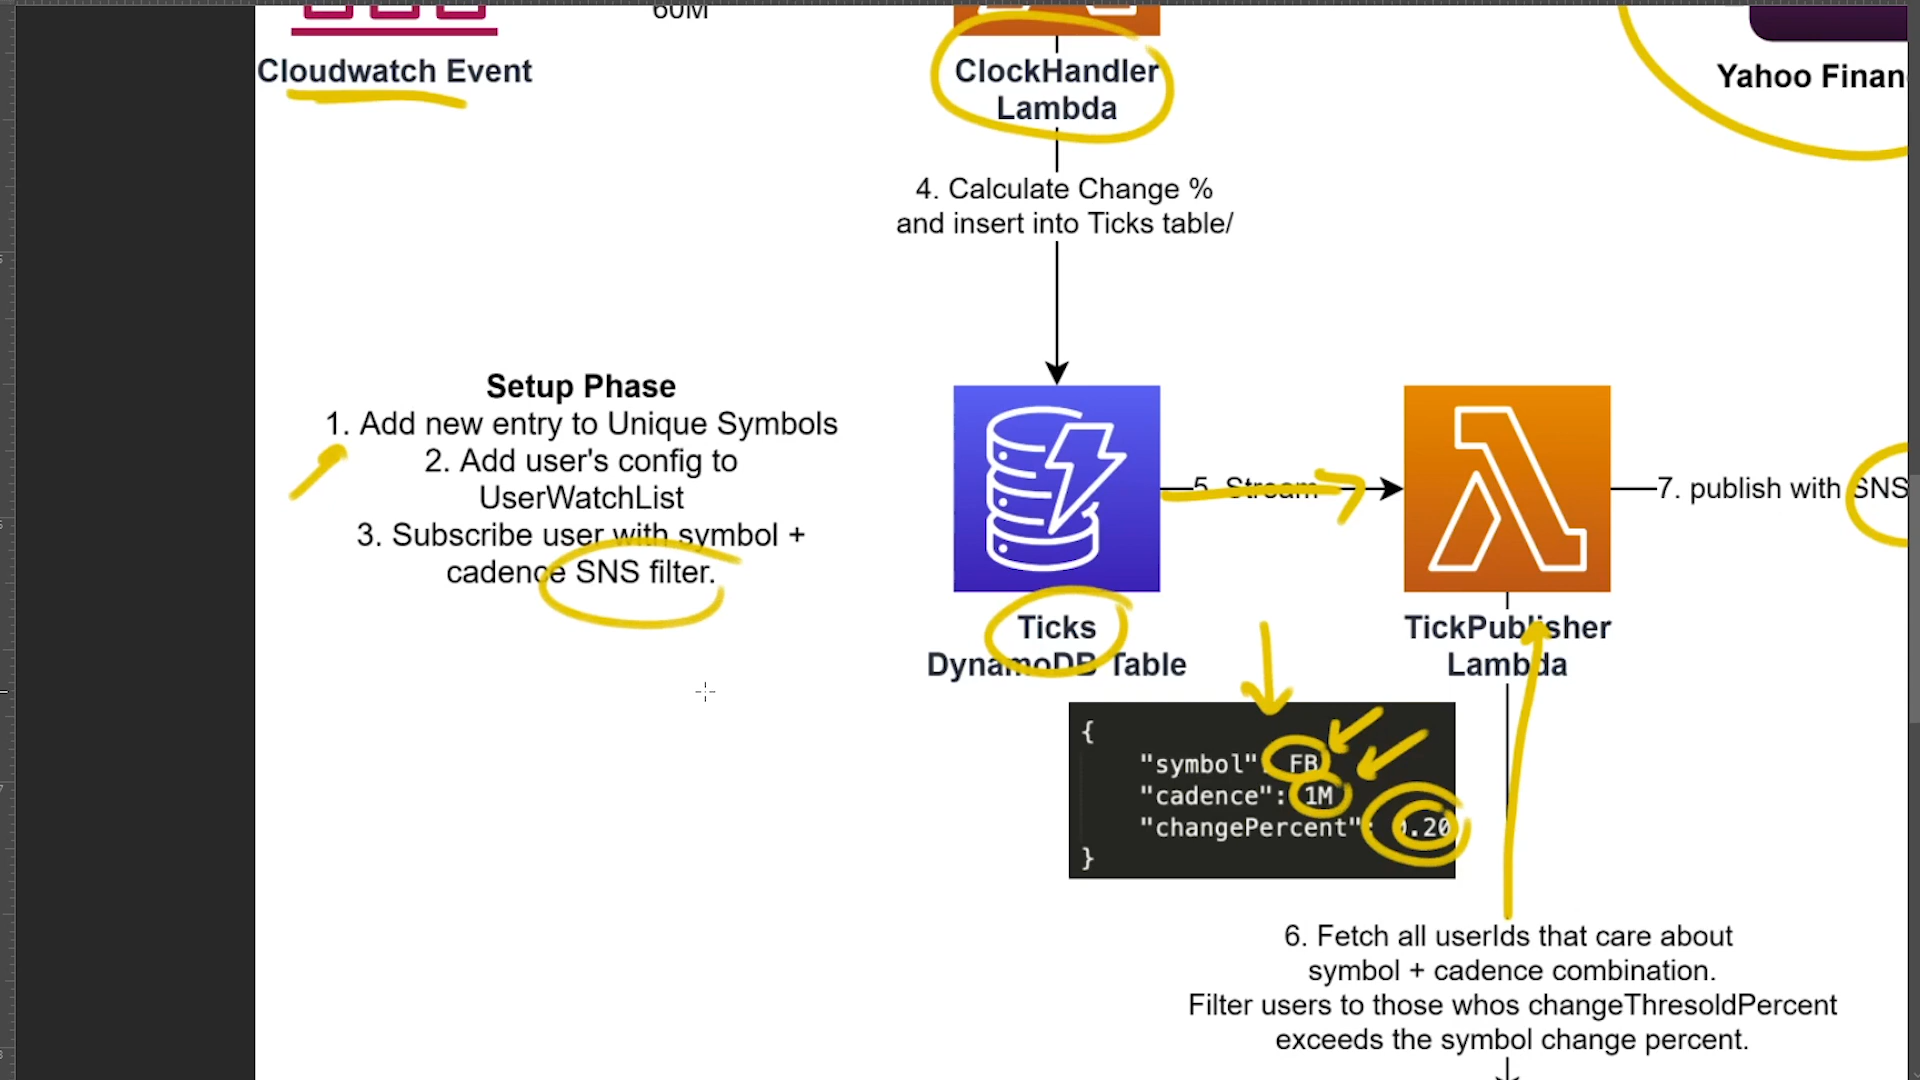 60M
Cloudwatch Event
ClockHandler
Lambda
Yahoo Finan
4. Calculate Change %
and insert into Ticks table/
Setup Phase
1. Add new entry to Unique Symbols
2. Add user's config to
UserWatchList
3. Subscribe user with symbol +
cadence SNS filter.
5. Stream
7. publish with SNS
Ticks
DynamoDB Table
TickPublisher
Lambda
{
"symbol": FB
"cadence": 1M
"changePercent": 0.20
}
6. Fetch all userIds that care about
symbol + cadence combination.
Filter users to those whos changeThresoldPercent
exceeds the symbol change percent.